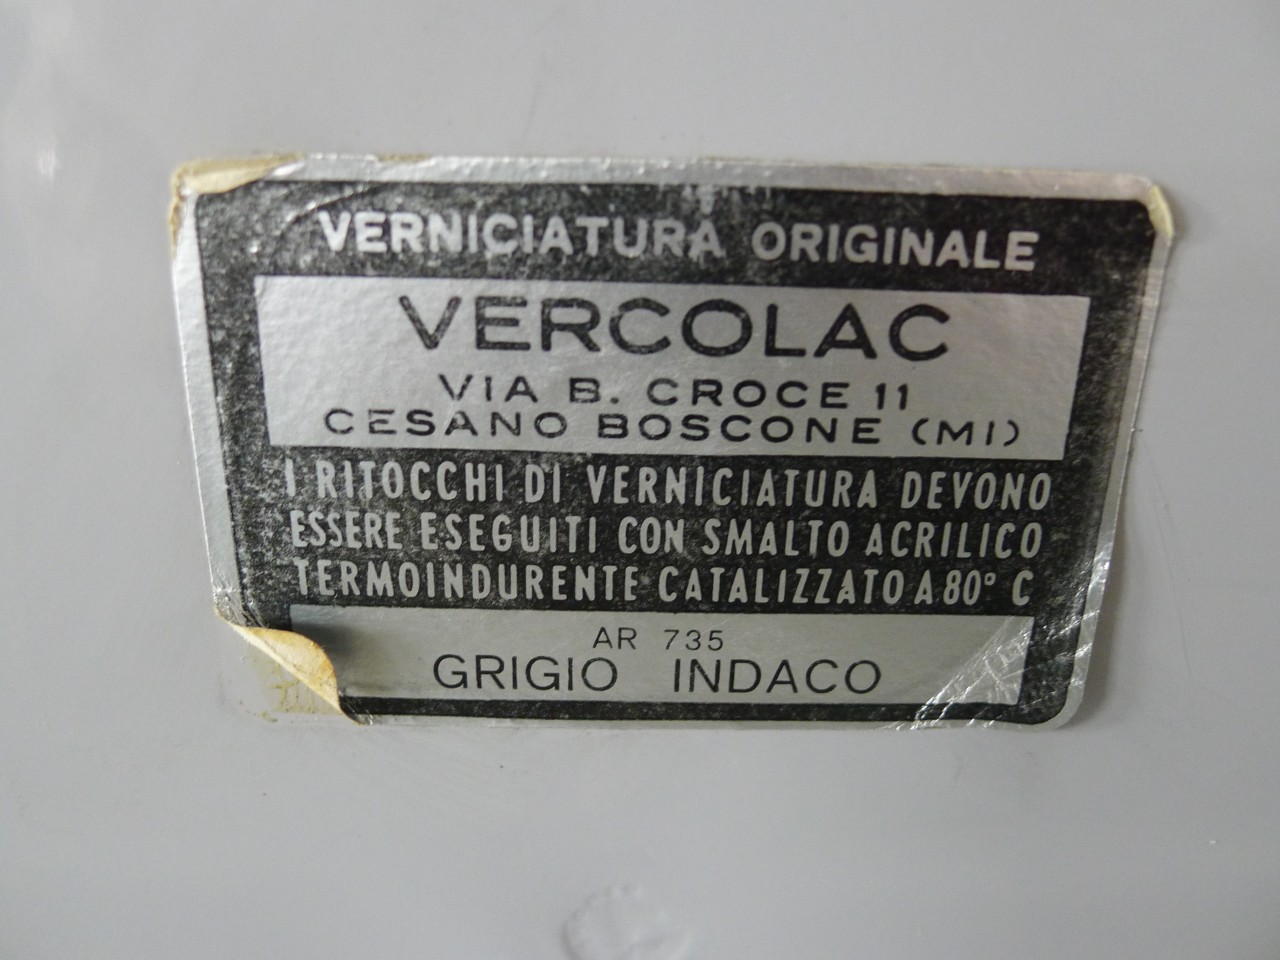 VERNICIATURA ORIGINALE
VERCOLAC
VIA B. CROCE 11
CESANO BOSCONE (MI)
I RITOCCHI DI VERNICIATURA DEVONO
ESSERE ESEGUITI CON SMALTO ACRILICO
TERMOINDURENTE CATALIZZATO A 80° C
AR 735
GRIGIO INDACO